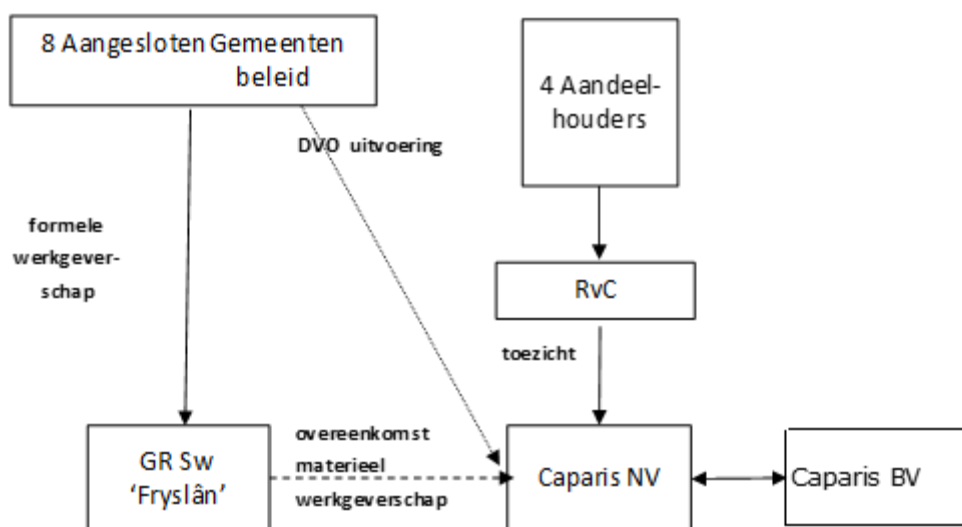 8 Aangesloten Gemeenten
beleid
4 Aandeel-
houders
DVO uitvoering
formele
werkgever-
schap
RvC
toezicht
overeenkomst
materieel
werkgeverschap
GR Sw
‘Fryslân’
Caparis NV
Caparis BV